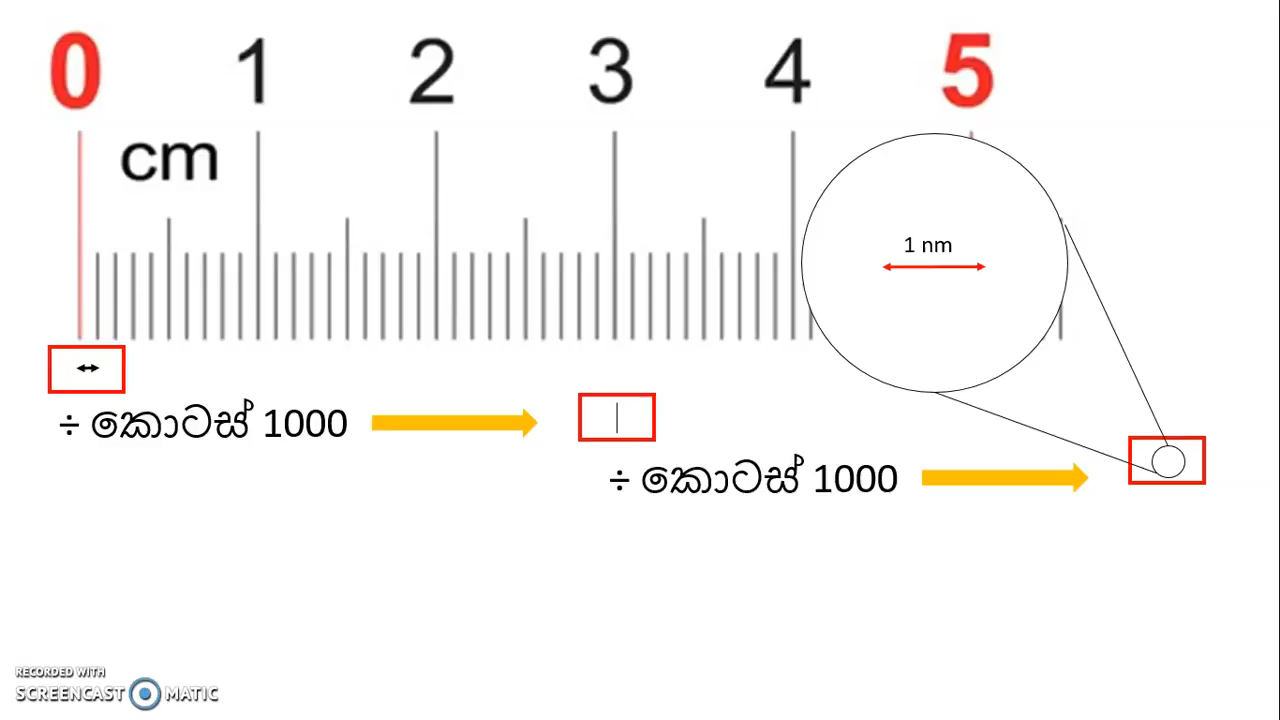 0 1 2 3 4 5
cm
1 nm
÷ කොටස් 1000
÷ කොටස් 1000
RECORDED WITH
SCREENCAST MATIC